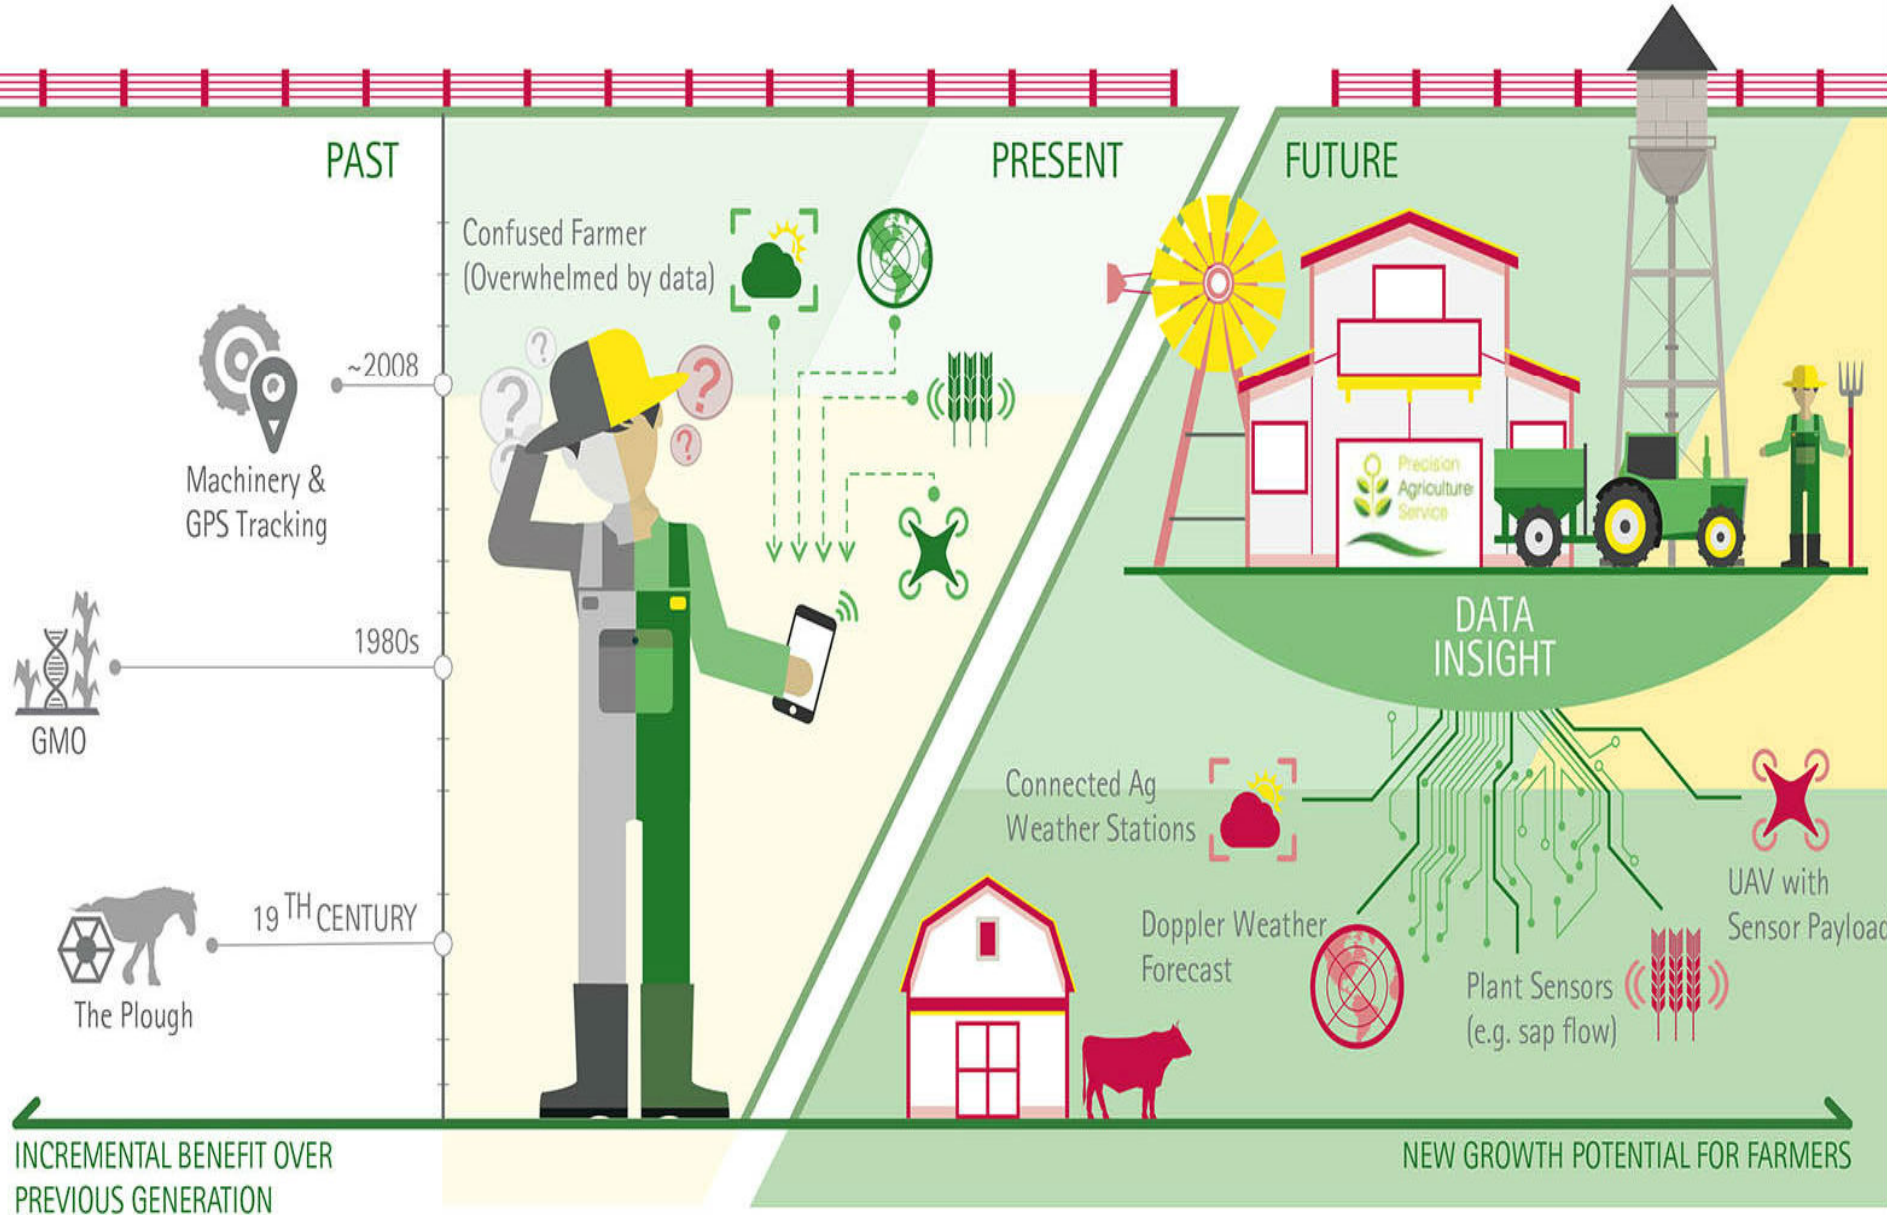 PAST
PRESENT
FUTURE
Confused Farmer
(Overwhelmed by data)
?
?
?
?
?
~2008
Machinery &
GPS Tracking
1980s
GMO
19 TH CENTURY
The Plough
Precision
Agriculture
Service
DATA
INSIGHT
Connected Ag
Weather Stations
Doppler Weather
Forecast
Plant Sensors
(e.g. sap flow)
UAV with
Sensor Payload
INCREMENTAL BENEFIT OVER
PREVIOUS GENERATION
NEW GROWTH POTENTIAL FOR FARMERS